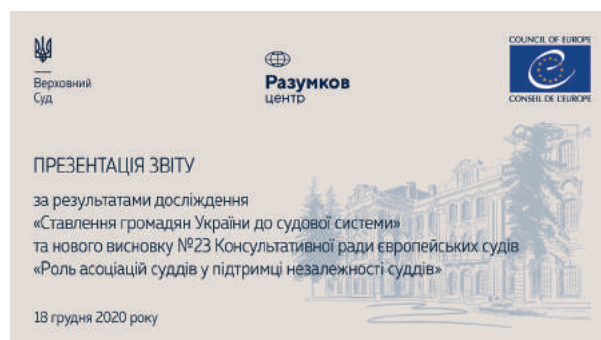 Верховний
Суд
Разумков
центр
COUNCIL OF EUROPE
CONSEIL DE L'EUROPE
ПРЕЗЕНТАЦІЯ ЗВІТУ
за результатами дослідження
«Ставлення громадян України до судової системи»
та нового висновку №23 Консультативної ради європейських судів
«Роль асоціацій суддів у підтримці незалежності суддів»
18 грудня 2020 року